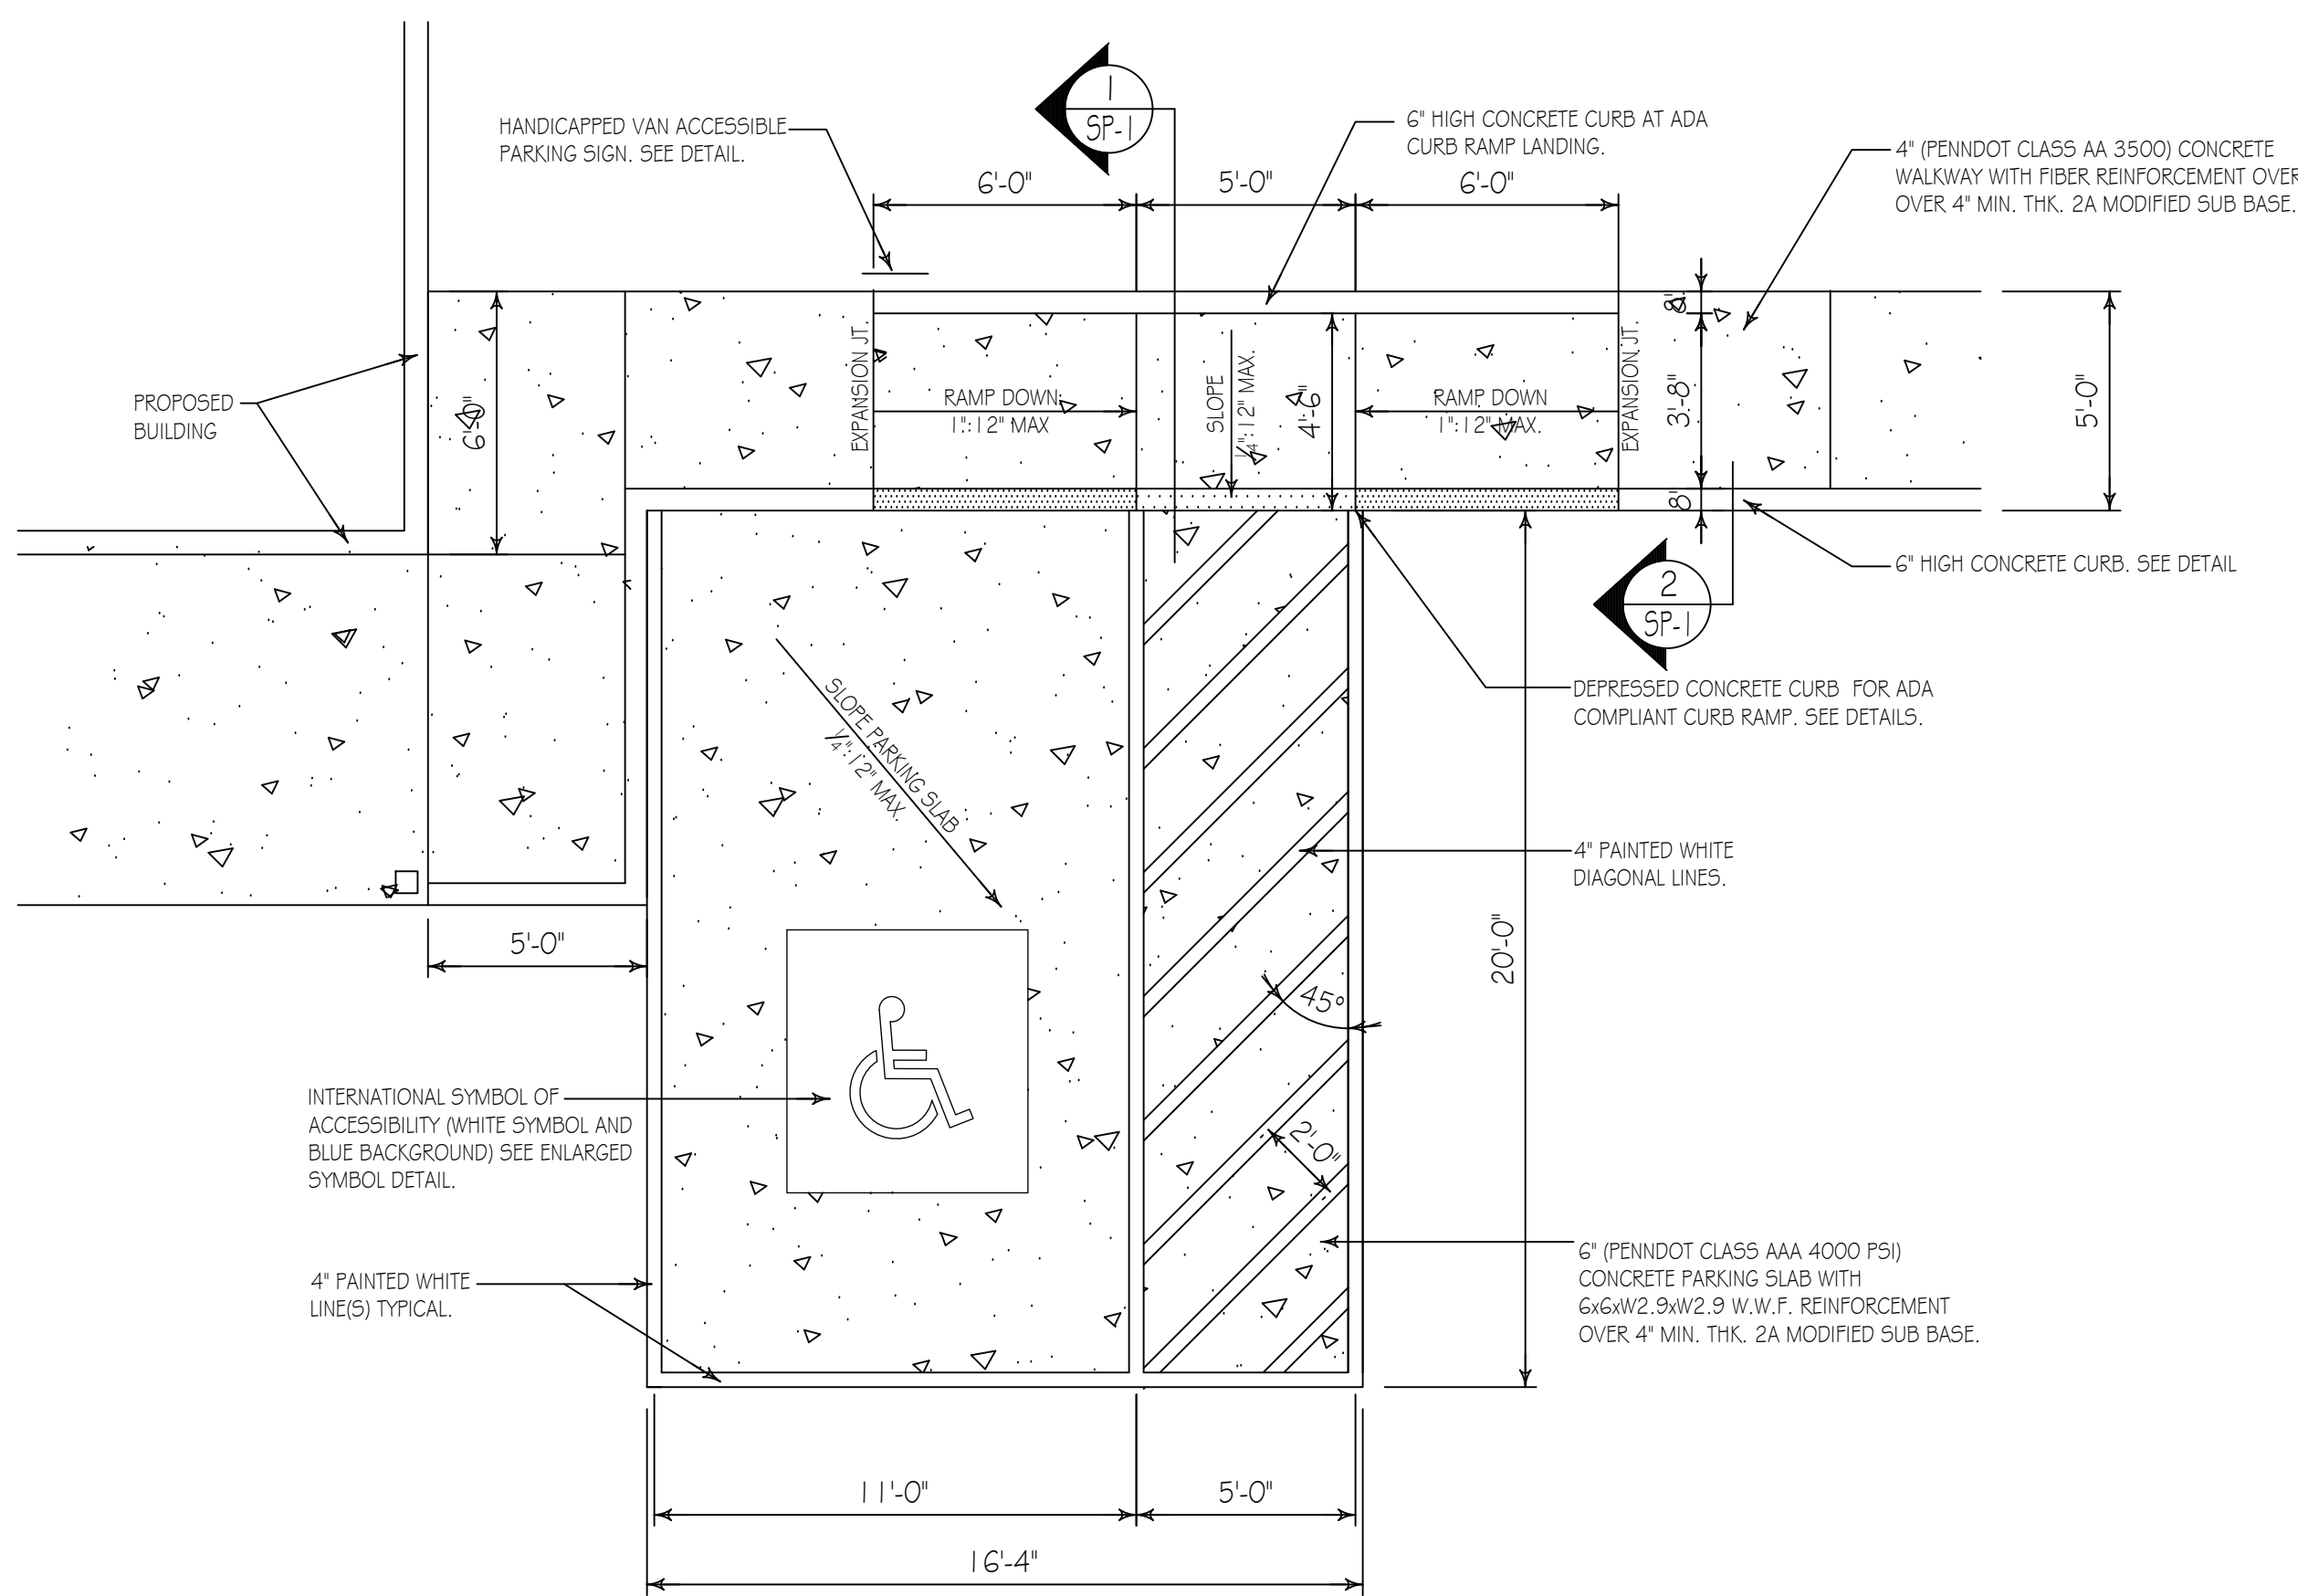 1
SP-1
HANDICAPPED VAN ACCESSIBLE
PARKING SIGN. SEE DETAIL.
6" HIGH CONCRETE CURB AT ADA
CURB RAMP LANDING.
4" (PENNDOT CLASS AA 3500) CONCRETE
WALKWAY WITH FIBER REINFORCEMENT OVER
OVER 4" MIN. THK. 2A MODIFIED SUB BASE.
6'-0"
5'-0"
6'-0"
PROPOSED
BUILDING
6'-0"
EXPANSION JT.
RAMP DOWN
1":12" MAX
SLOPE
1/4":12" MAX.
4'-6"
RAMP DOWN
1":12" MAX.
EXPANSION JT.
8"
3'-8"
8"
5'-0"
6" HIGH CONCRETE CURB. SEE DETAIL
2
SP-1
DEPRESSED CONCRETE CURB FOR ADA
COMPLIANT CURB RAMP. SEE DETAILS.
SLOPE PARKING SLAB
1/4":12" MAX.
4" PAINTED WHITE
DIAGONAL LINES.
5'-0"
20'-0"
45°
INTERNATIONAL SYMBOL OF
ACCESSIBILITY (WHITE SYMBOL AND
BLUE BACKGROUND) SEE ENLARGED
SYMBOL DETAIL.
2'-0"
4" PAINTED WHITE
LINE(S) TYPICAL.
6" (PENNDOT CLASS AAA 4000 PSI)
CONCRETE PARKING SLAB WITH
6x6xW2.9xW2.9 W.W.F. REINFORCEMENT
OVER 4" MIN. THK. 2A MODIFIED SUB BASE.
11'-0"
5'-0"
16'-4"